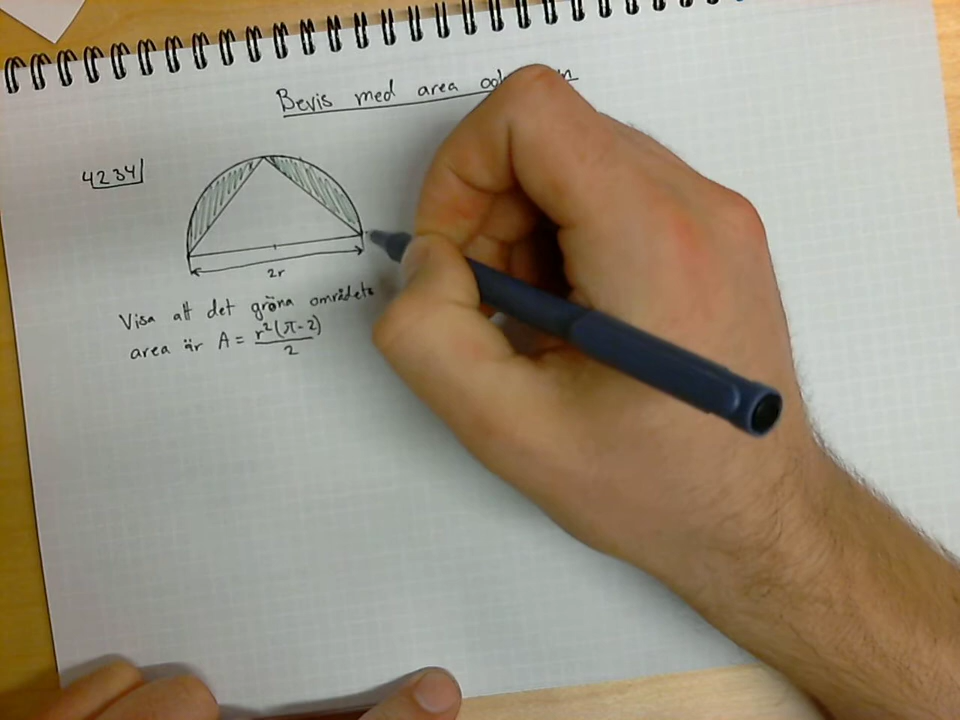 Bevis med area
4234
2r
Visa att det gröna områdets
area är A = r²(π-2)/2